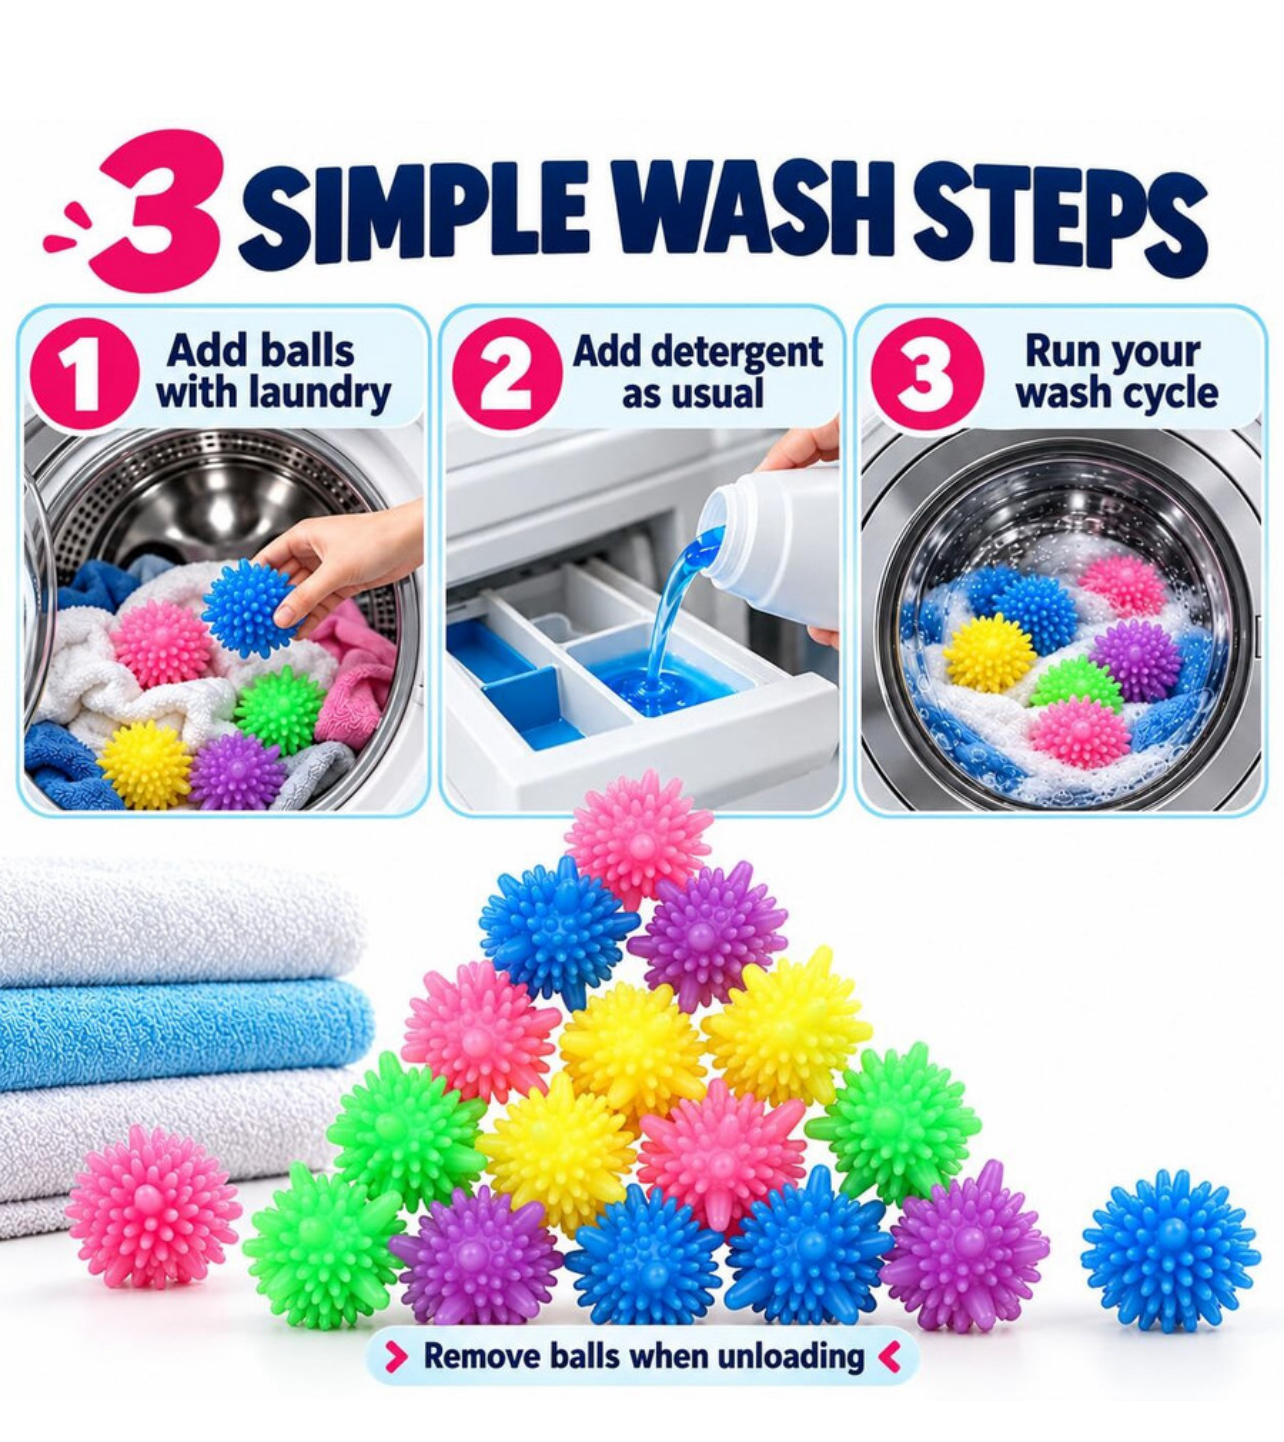 3 SIMPLE WASH STEPS
1 Add balls
with laundry
2 Add detergent
as usual
3 Run your
wash cycle
Remove balls when unloading